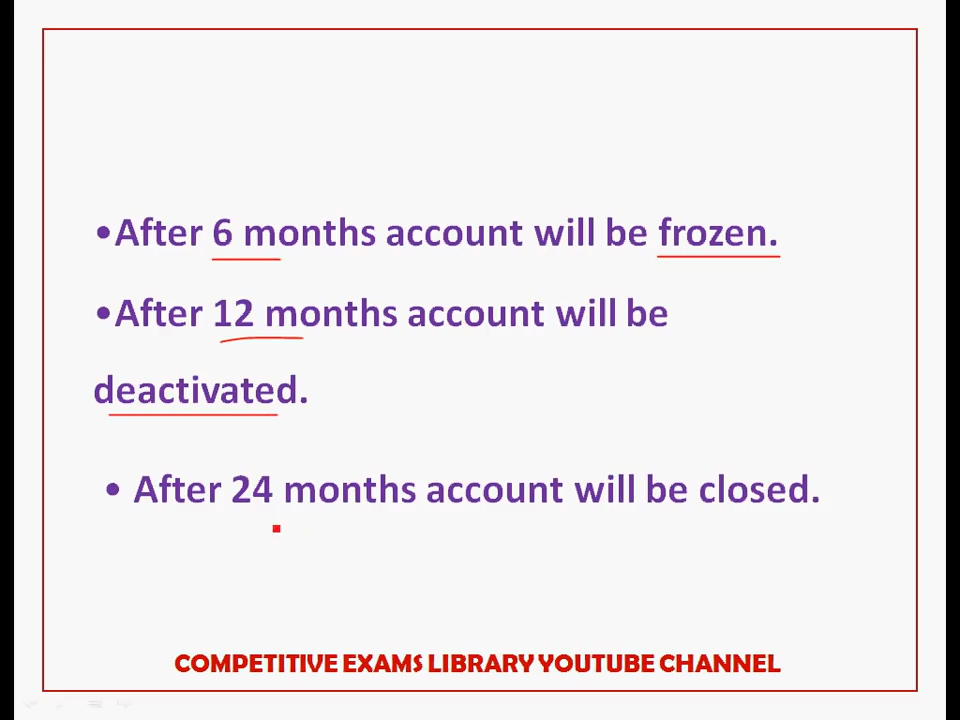 •After 6 months account will be frozen.
•After 12 months account will be
deactivated.
• After 24 months account will be closed.
COMPETITIVE EXAMS LIBRARY YOUTUBE CHANNEL